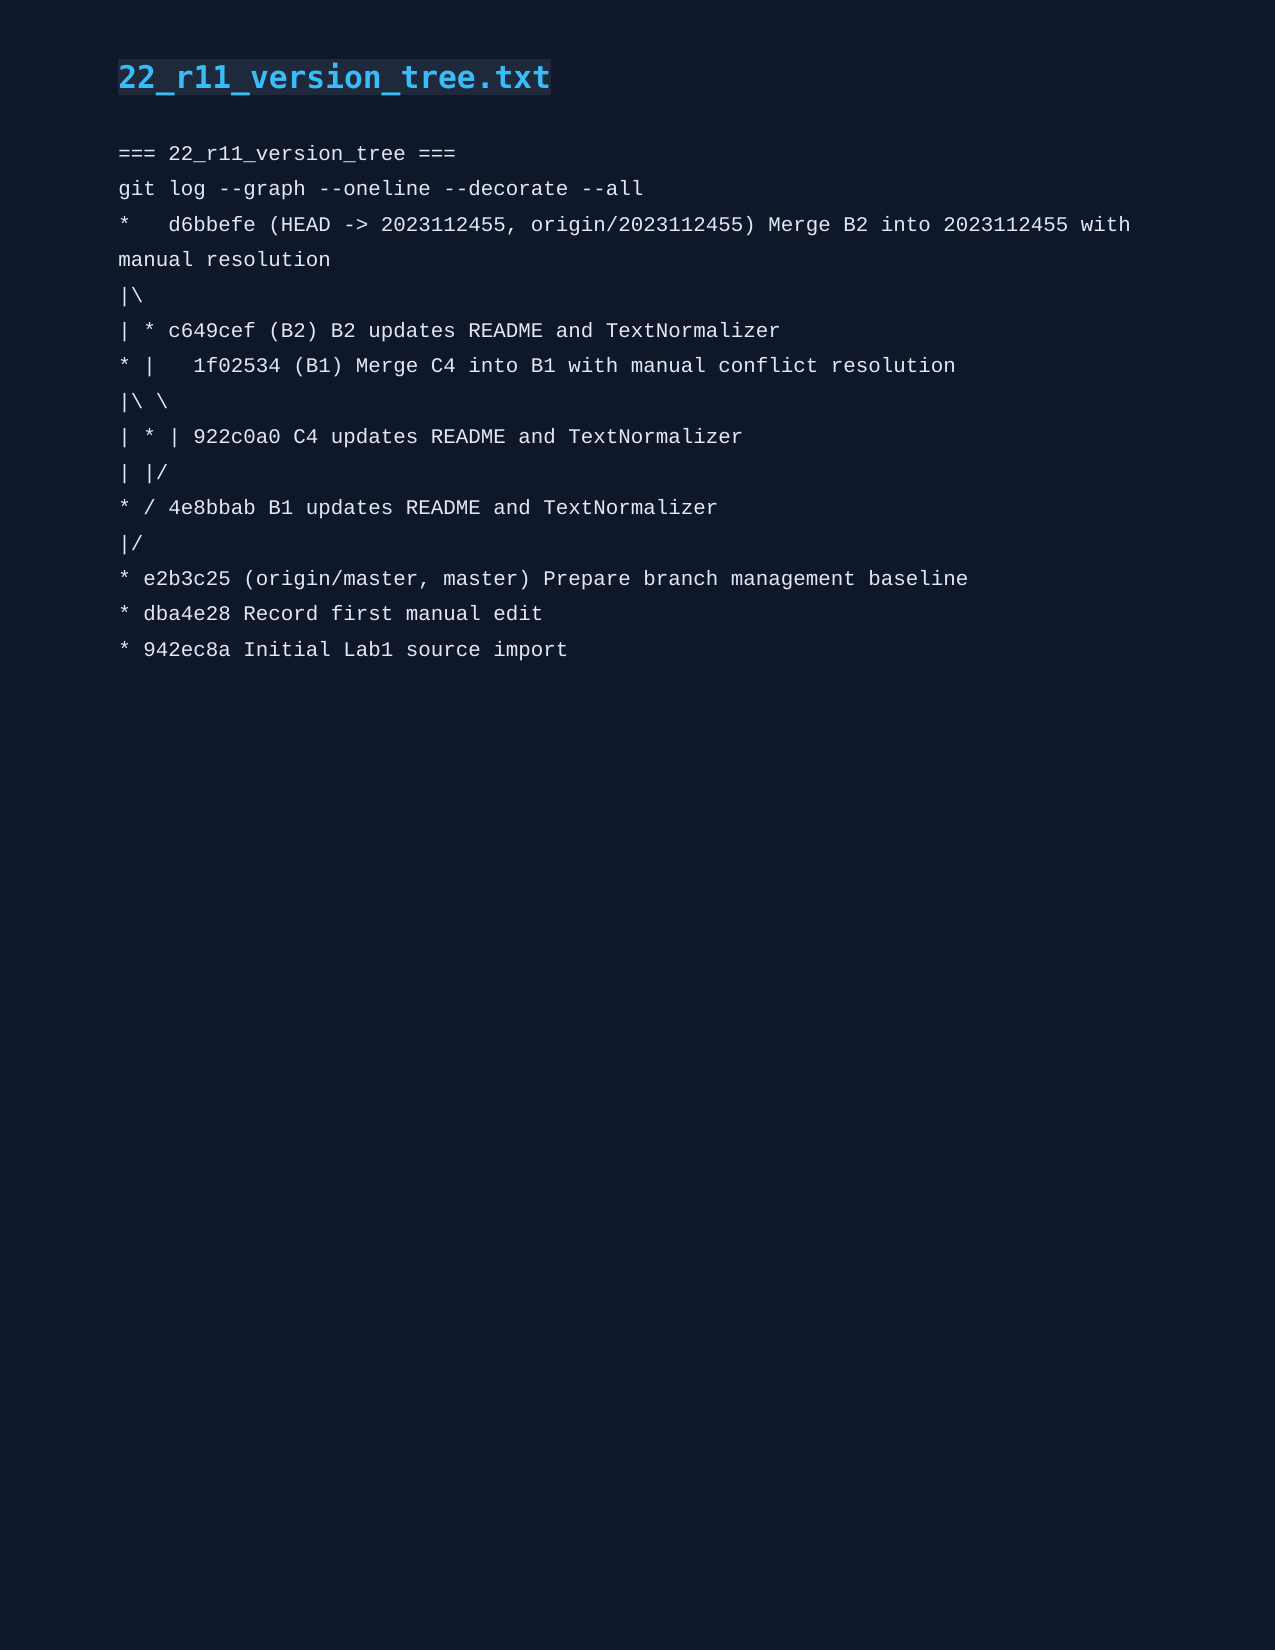 22_r11_version_tree.txt
=== 22_r11_version_tree ===
git log --graph --oneline --decorate --all
*   d6bbefe (HEAD -> 2023112455, origin/2023112455) Merge B2 into 2023112455 with
manual resolution
|\
| * c649cef (B2) B2 updates README and TextNormalizer
* |   1f02534 (B1) Merge C4 into B1 with manual conflict resolution
|\ \
| * | 922c0a0 C4 updates README and TextNormalizer
| |/
* / 4e8bbab B1 updates README and TextNormalizer
|/
* e2b3c25 (origin/master, master) Prepare branch management baseline
* dba4e28 Record first manual edit
* 942ec8a Initial Lab1 source import